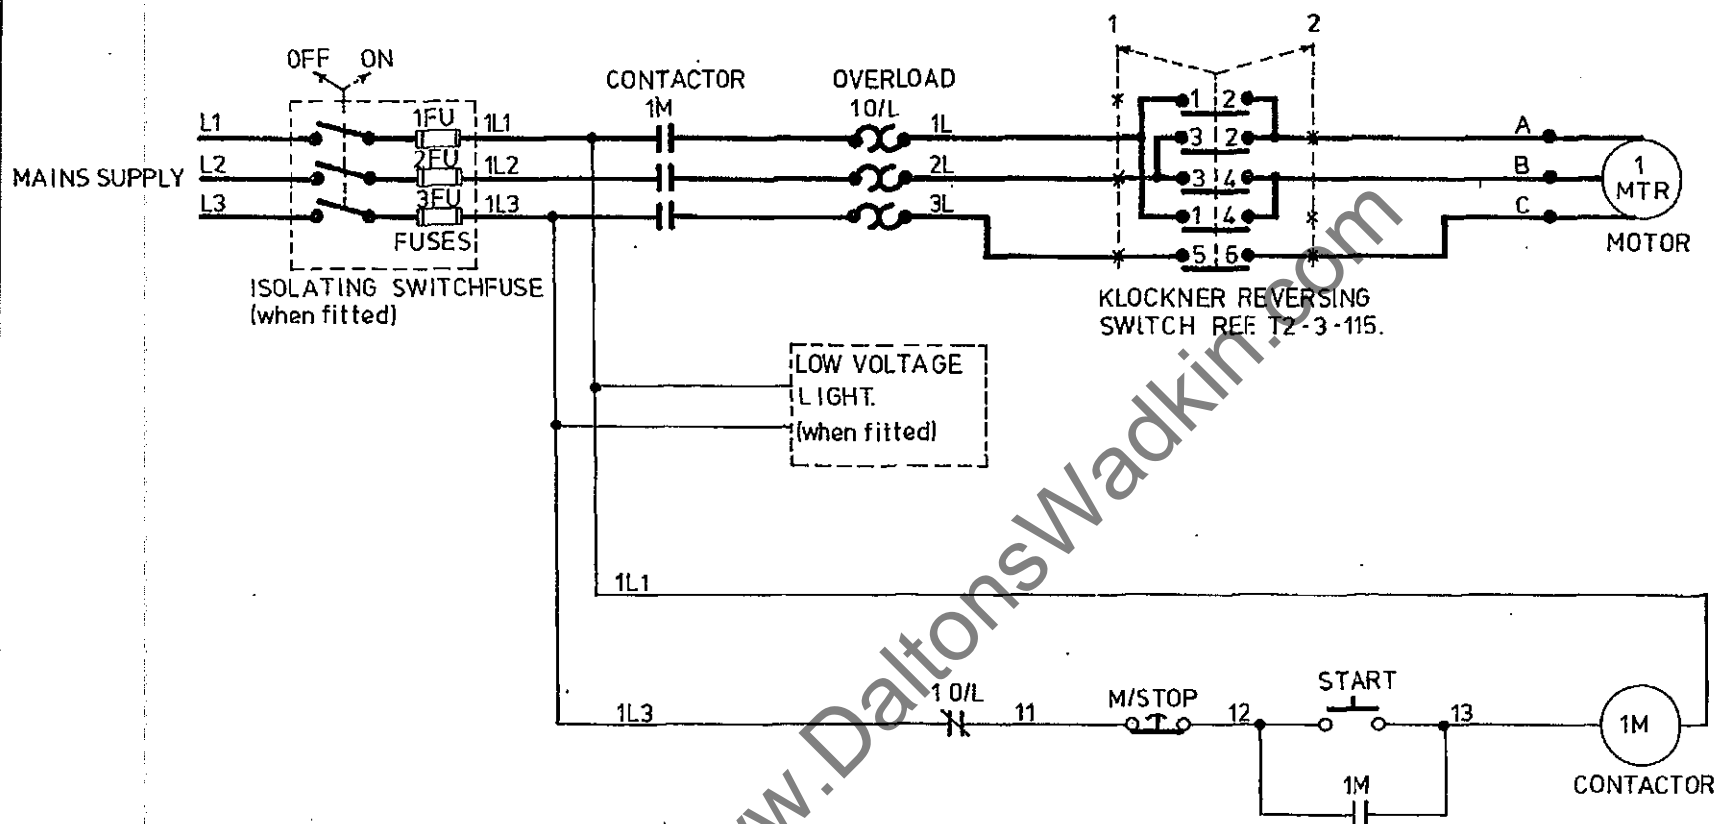 1 2
OFF ON
CONTACTOR
1M
OVERLOAD
1 O/L
L1
1FU
1L1
1L
1 2
3 2
A
MAINS SUPPLY
L2
2FU
1L2
2L
3 4
B
1
MTR
L3
3FU
1L3
3L
1 4
C
FUSES
5 6
MOTOR
ISOLATING SWITCHFUSE
(when fitted)
KLOCKNER REVERSING
SWITCH REF. T2-3-115.
LOW VOLTAGE
LIGHT.
(when fitted)
1L1
1L3
1 O/L
11
M/STOP
12
START
13
1M
CONTACTOR
1M
w.DaltonsWadkin.com